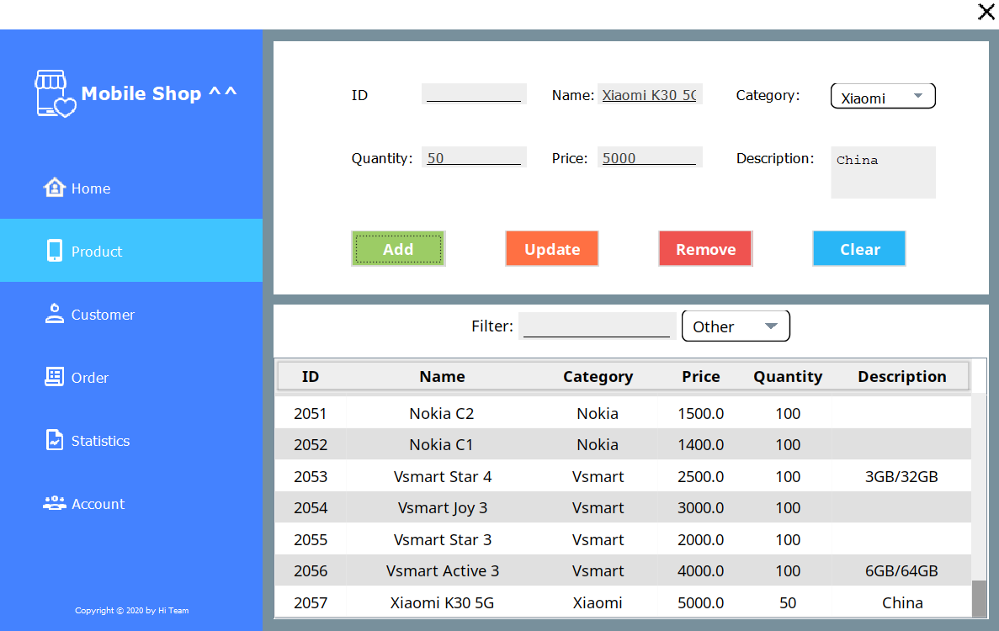 Mobile Shop ^^
Home
Product
Customer
Order
Statistics
Account
Copyright © 2020 by Hi Team
ID Name: Xiaomi K30 5G Category: Xiaomi
Quantity: 50 Price: 5000 Description: China
Add Update Remove Clear
Filter: Other
ID Name Category Price Quantity Description
2051 Nokia C2 Nokia 1500.0 100
2052 Nokia C1 Nokia 1400.0 100
2053 Vsmart Star 4 Vsmart 2500.0 100 3GB/32GB
2054 Vsmart Joy 3 Vsmart 3000.0 100
2055 Vsmart Star 3 Vsmart 2000.0 100
2056 Vsmart Active 3 Vsmart 4000.0 100 6GB/64GB
2057 Xiaomi K30 5G Xiaomi 5000.0 50 China